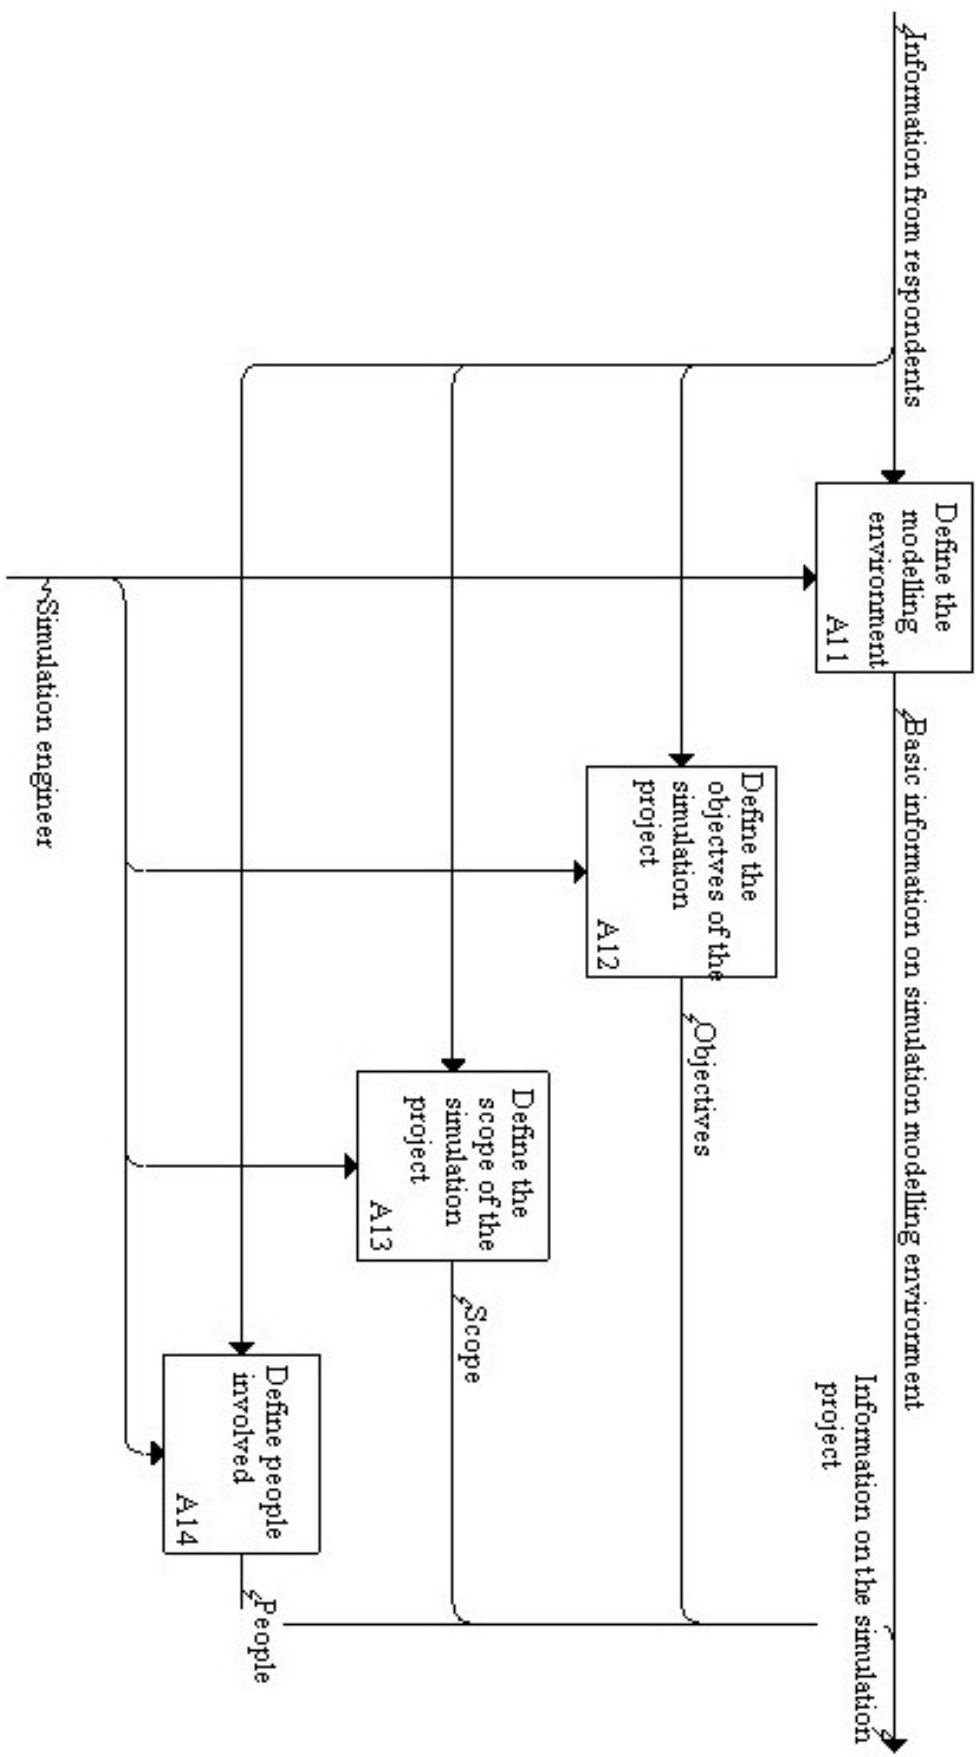 Information from respondents
Define the
modelling
environment
A11
Basic information on simulation modelling environment
Define the
objectves of the
simulation
project
A12
Objectives
Define the
scope of the
simulation
project
A13
Scope
Define people
involved
A14
People
Information on the simulation
project
Simulation engineer